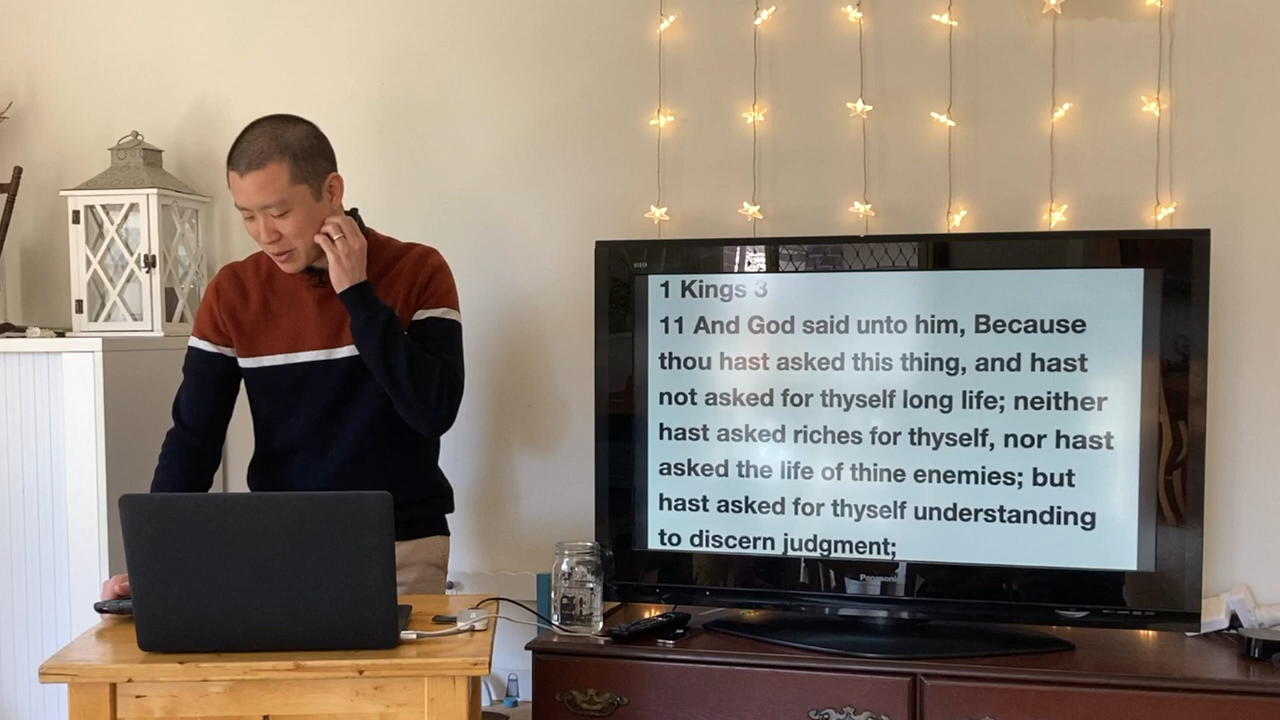 1 Kings 3
11 And God said unto him, Because
thou hast asked this thing, and hast
not asked for thyself long life; neither
hast asked riches for thyself, nor hast
asked the life of thine enemies; but
hast asked for thyself understanding
to discern judgment;
Panasonic